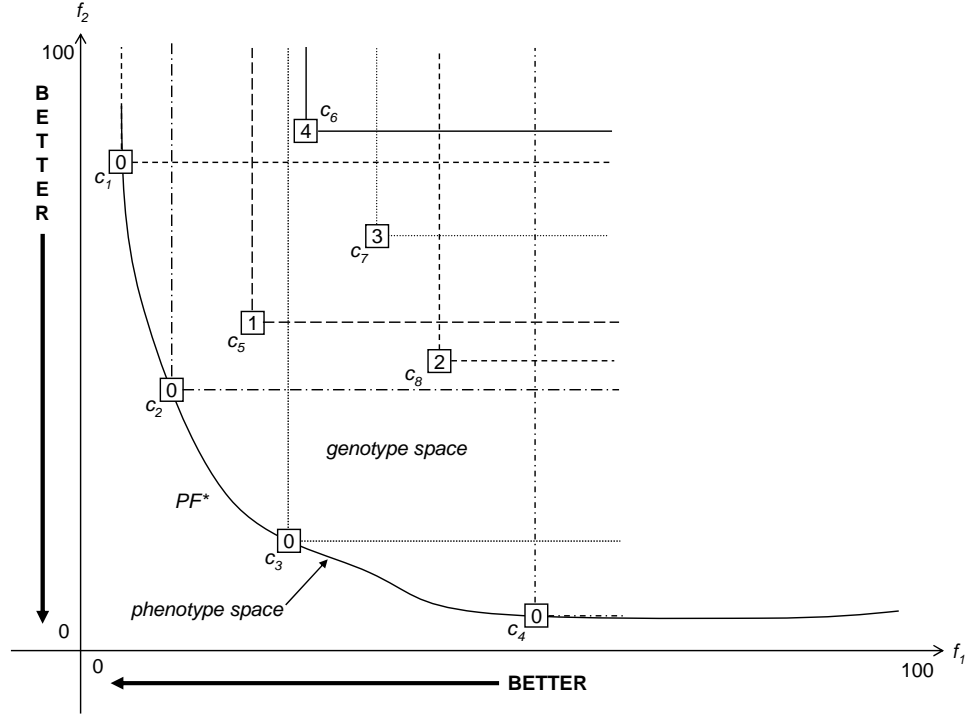 f2
100
B
E
T
T
E
R
c6
4
0
c1
3
c7
1
c5
2
c8
0
c2
genotype space
PF*
0
c3
phenotype space
0
c4
0
f1
0
100
BETTER